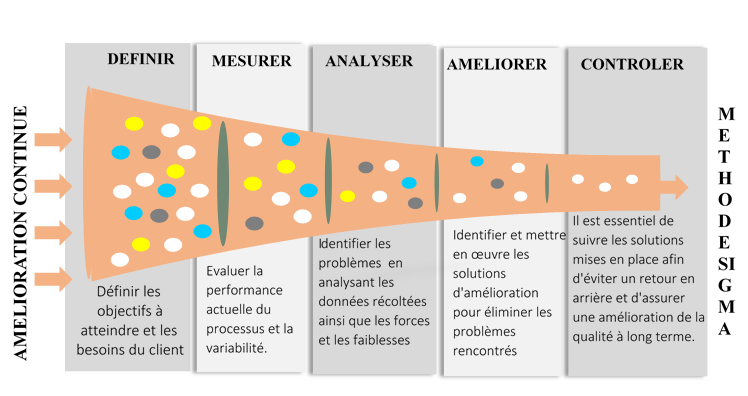 DEFINIR
MESURER
ANALYSER
AMELIORER
CONTROLER
AMELIORATION CONTINUE
Définir les
objectifs à
atteindre et les
besoins du client
Evaluer la
performance
actuelle du
processus et la
variabilité.
Identifier les
problèmes en
analysant les
données récoltées
ainsi que les forces
et les faiblesses
Identifier et mettre
en œuvre les
solutions
d'amélioration
pour éliminer les
problèmes
rencontrés
Il est essentiel de
suivre les solutions
mises en place afin
d'éviter un retour en
arrière et d'assurer
une amélioration de la
qualité à long terme.
M
E
T
H
O
D
E
SI
G
M
A